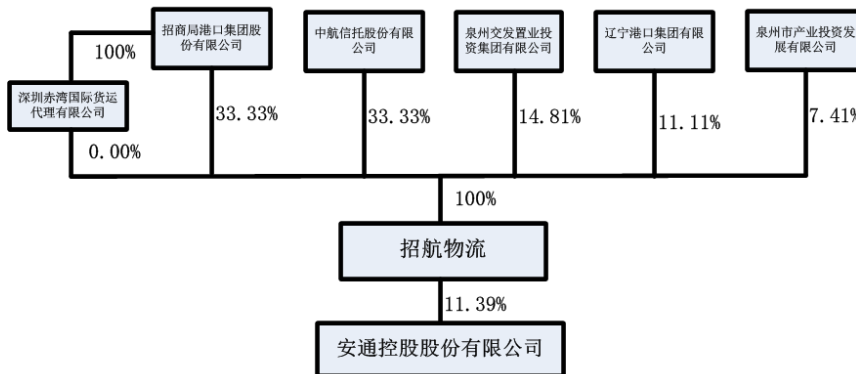 招商局港口集团股
份有限公司
中航信托股份有限
公司
泉州交发置业投
资集团有限公司
辽宁港口集团有限公
司
泉州市产业投资发
展有限公司
100%
深圳赤湾国际货运
代理有限公司
33.33%
33.33%
14.81%
11.11%
7.41%
0.00%
100%
招航物流
11.39%
安通控股股份有限公司